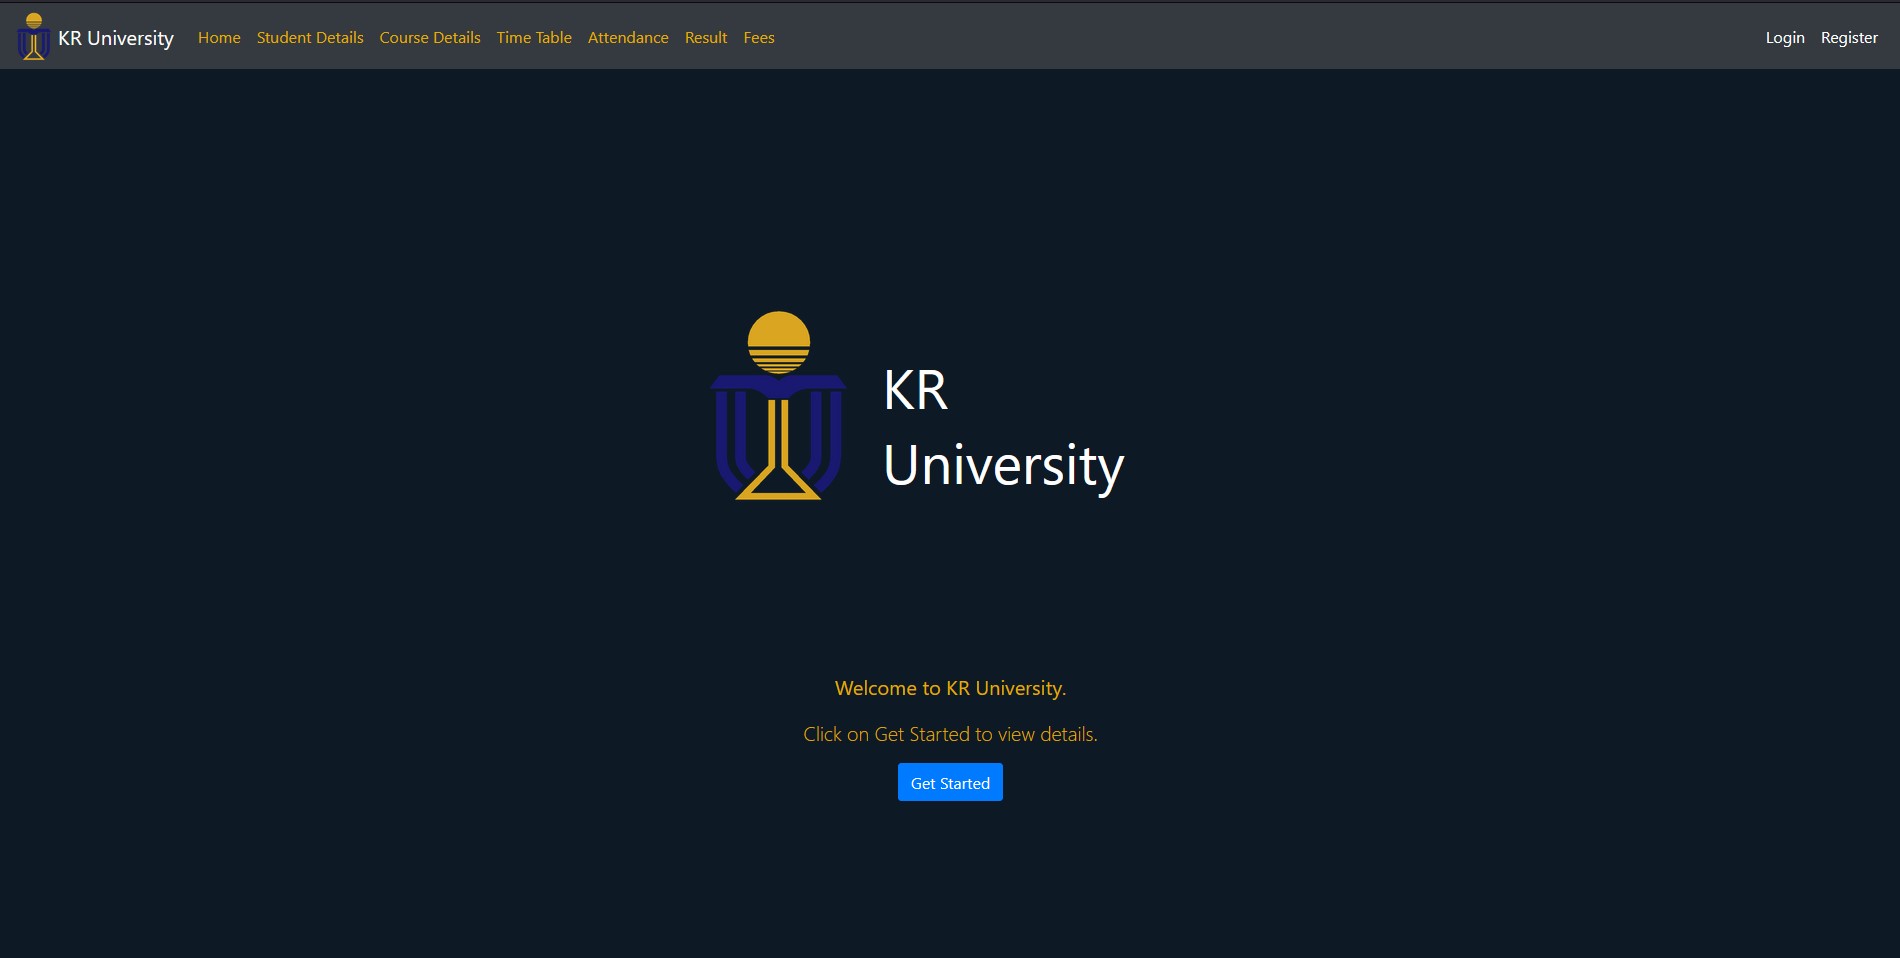 KR University Home Student Details Course Details Time Table Attendance Result Fees Login Register
KR
University
Welcome to KR University.
Click on Get Started to view details.
Get Started